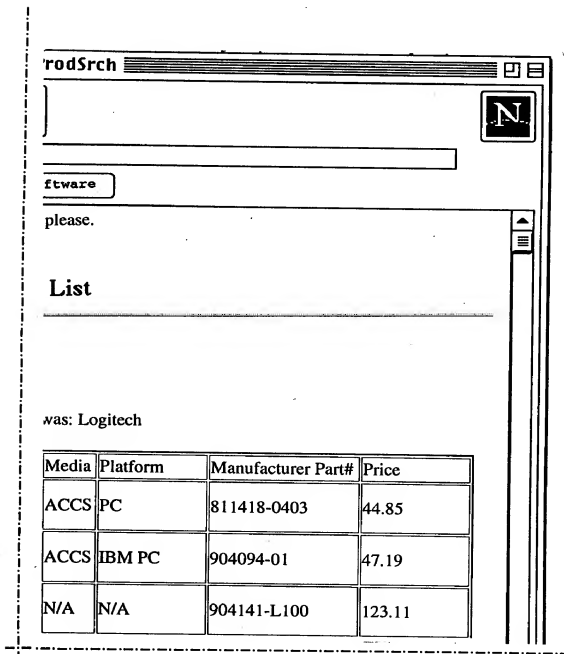 rodSrch
N
ftware
please.
List
was: Logitech
Media Platform Manufacturer Part# Price
ACCS PC 811418-0403 44.85
ACCS IBM PC 904094-01 47.19
N/A N/A 904141-L100 123.11